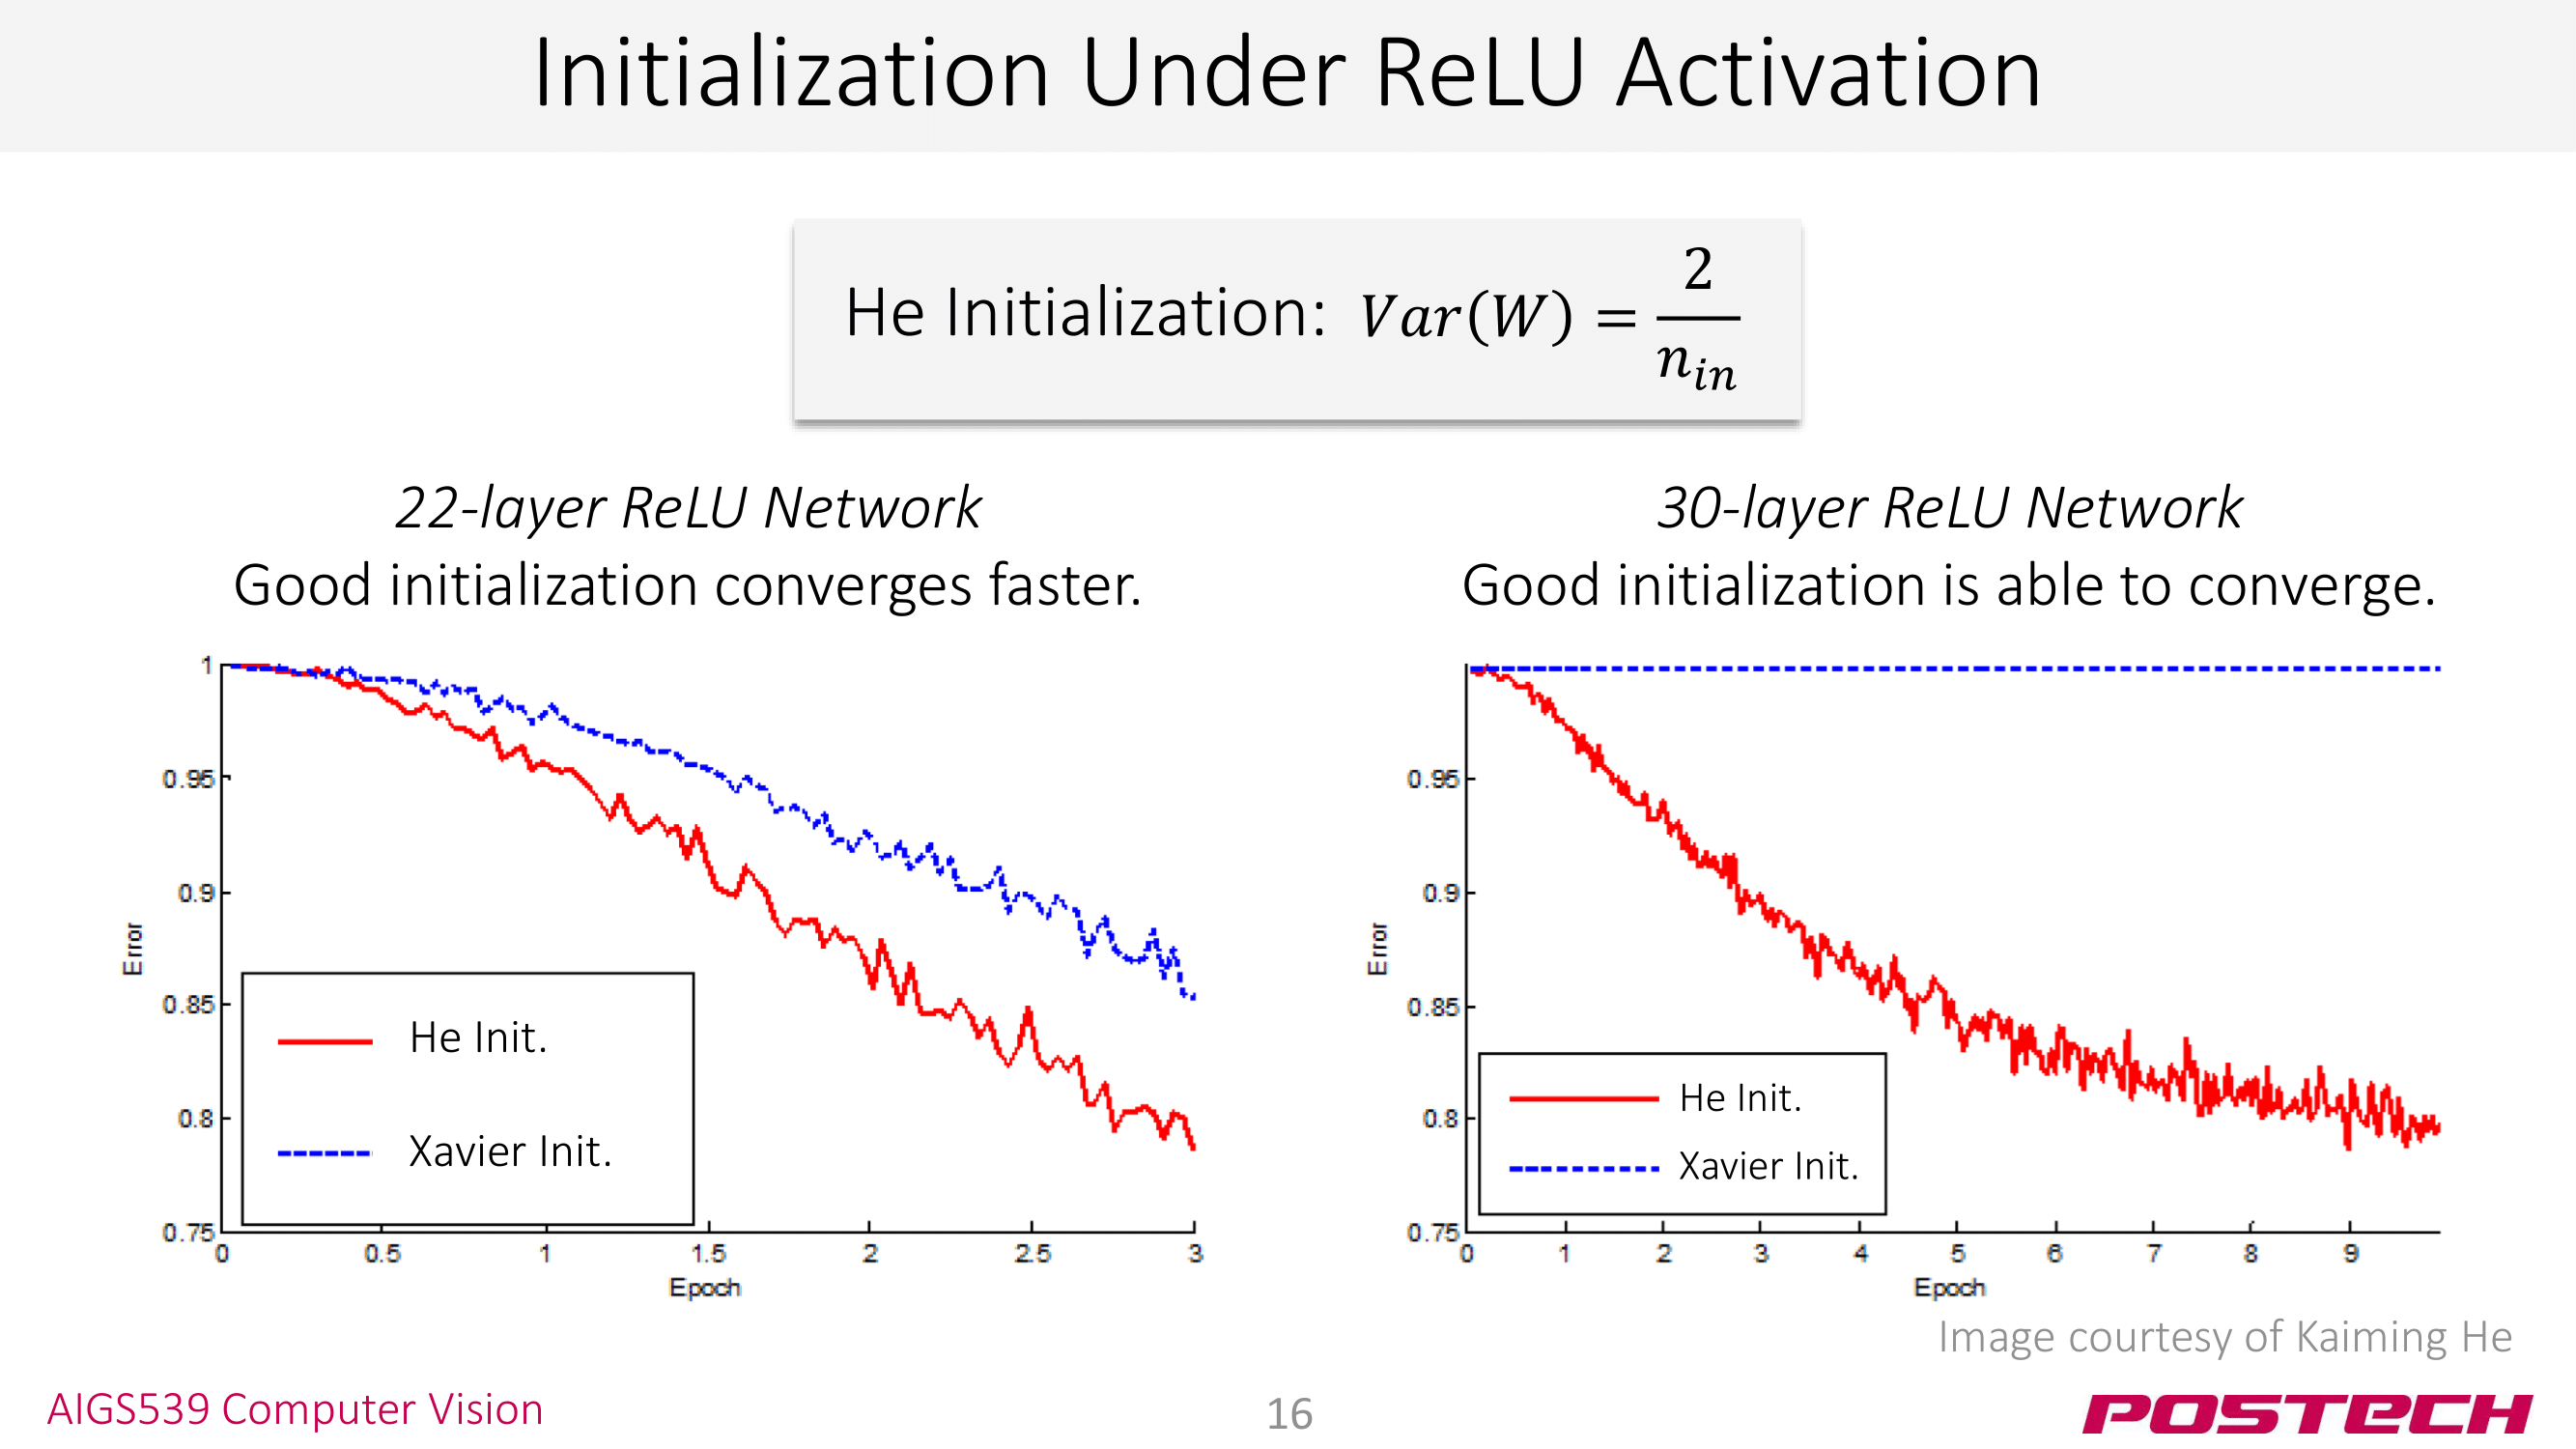 Initialization Under ReLU Activation
He Initialization: Var(W) = 2 / n_in
22-layer ReLU Network
Good initialization converges faster.
1
0.95
0.9
0.85
0.8
0.75
Error
0 0.5 1 1.5 2 2.5 3
Epoch
He Init.
Xavier Init.
30-layer ReLU Network
Good initialization is able to converge.
0.95
0.9
0.85
0.8
0.75
Error
0 1 2 3 4 5 6 7 8 9
Epoch
He Init.
Xavier Init.
Image courtesy of Kaiming He
AIGS539 Computer Vision
16
POSTECH